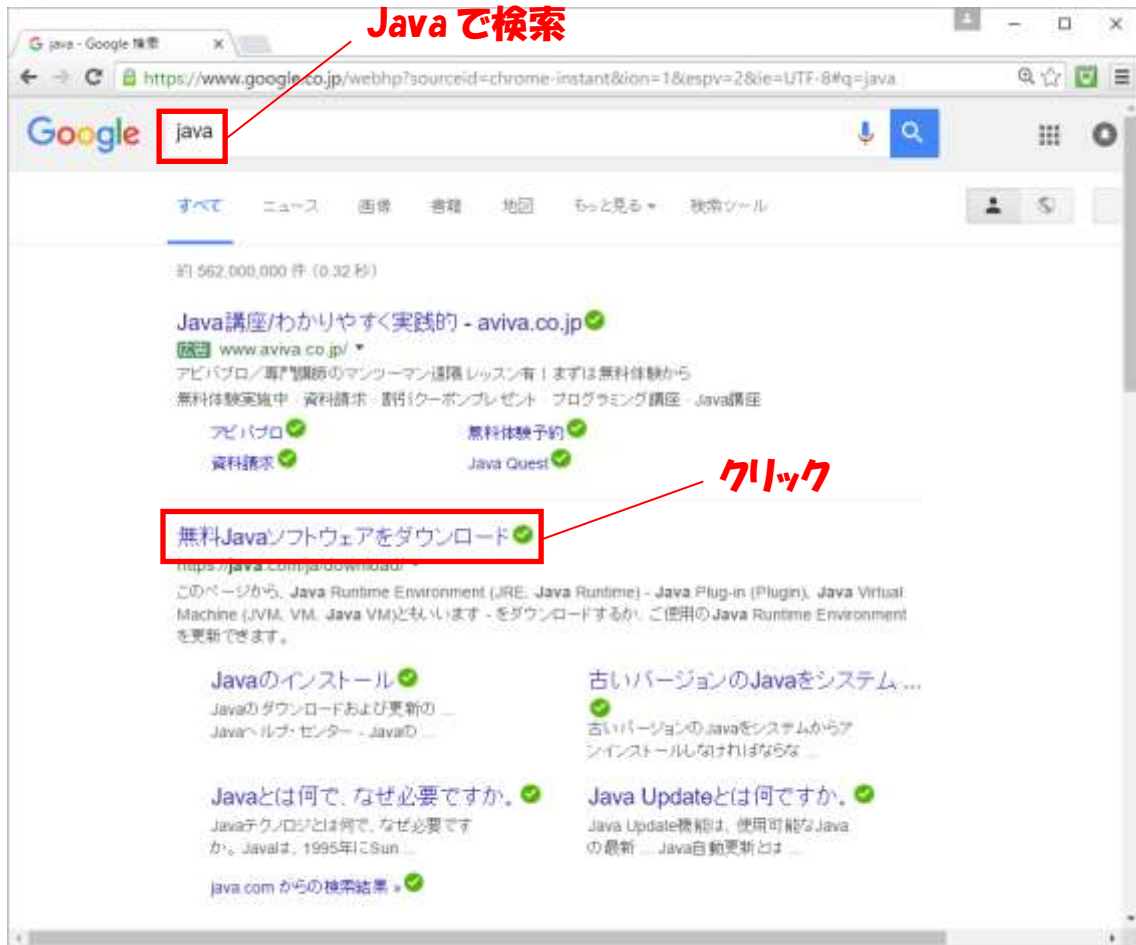 Javaで検索
java - Google 検索
https://www.google.co.jp/webhp?sourceid=chrome-instant&ion=1&espv=2&ie=UTF-8#q=java
Google
java
すべて ニュース 画像 書籍 地図 もっと見る 検索ツール
約 562,000,000 件 (0.32 秒)
Java講座/わかりやすく実践的 - aviva.co.jp
広告 www.aviva.co.jp/
アビバプロ／専門講師のマンツーマン遠隔レッスン有！まずは無料体験から
無料体験実施中 · 資料請求 · 割引クーポンプレゼント · プログラミング講座 · Java講座
アビバプロ 無料体験予約
資料請求 Java Quest
クリック
無料Javaソフトウェアをダウンロード
https://java.com/ja/download/
このページから、Java Runtime Environment (JRE、Java Runtime) - Java Plug-in (Plugin)、Java Virtual
Machine (JVM、VM、Java VM)ともいいます - をダウンロードするか、ご使用のJava Runtime Environment
を更新できます。
Javaのインストール
Javaのダウンロードおよび更新の ...
Javaヘルプ・センター - Javaの ...
古いバージョンのJavaをシステム ...
古いバージョンのJavaをシステムからア
ンインストールしなければならな ...
Javaとは何で、なぜ必要ですか。
Javaテクノロジとは何で、なぜ必要です
か。Javaは、1995年にSun ...
Java Updateとは何ですか。
Java Update機能は、使用可能なJava
の最新 ... Java自動更新とは ...
java.com からの検索結果 »